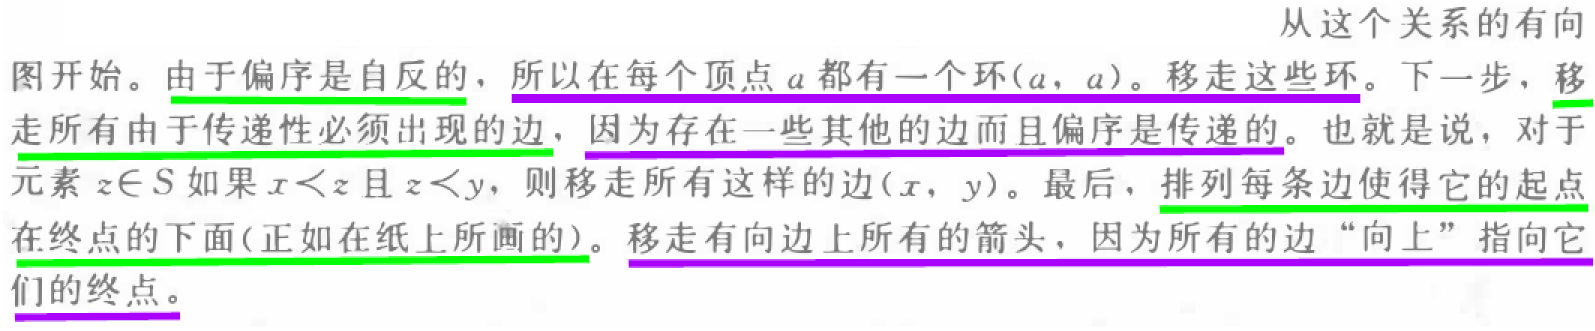 从这个关系的有向
图开始。由于偏序是自反的，所以在每个顶点 a 都有一个环(a, a)。移走这些环。下一步，移
走所有由于传递性必须出现的边，因为存在一些其他的边而且偏序是传递的。也就是说，对于
元素 z∈S 如果 x<z 且 z<y，则移走所有这样的边(x, y)。最后，排列每条边使得它的起点
在终点的下面(正如在纸上所画的)。移走有向边上所有的箭头，因为所有的边“向上”指向它
们的终点。